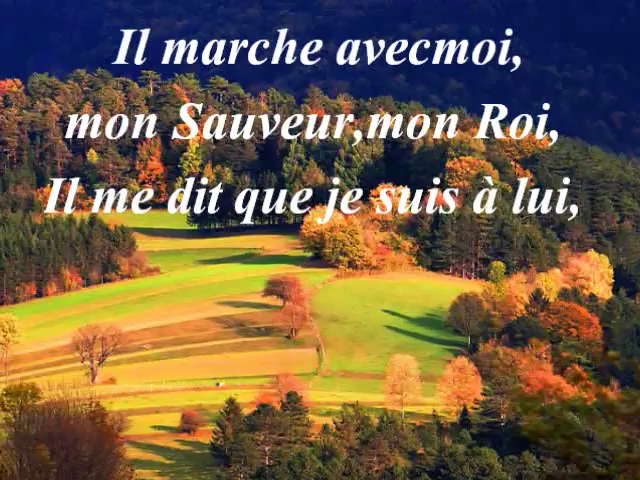 Il marche avecmoi,
mon Sauveur,mon Roi,
Il me dit que je suis à lui,